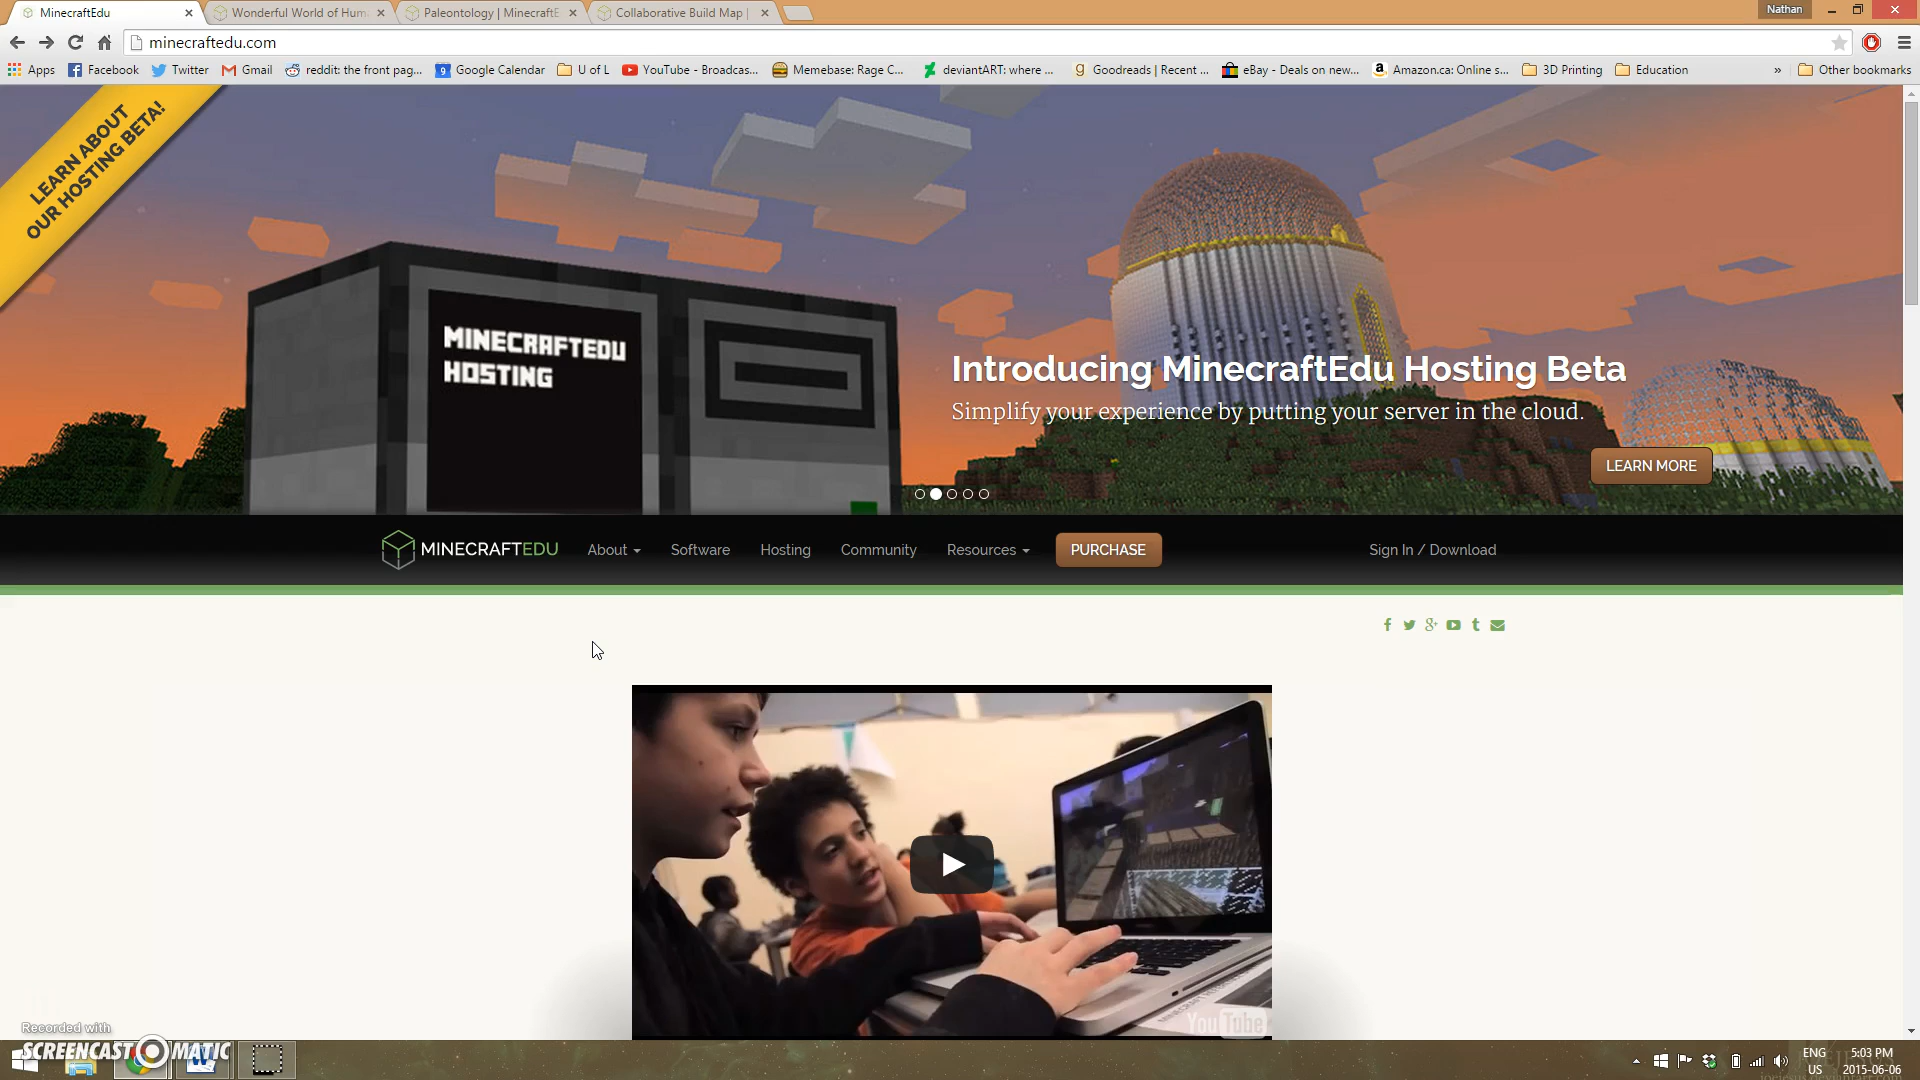 MinecraftEdu
Wonderful World of Huma
Paleontology | MinecraftE
Collaborative Build Map |
Nathan
minecraftedu.com
Apps
Facebook
Twitter
Gmail
reddit: the front pag...
Google Calendar
U of L
YouTube - Broadcas...
Memebase: Rage C...
deviantART: where ...
Goodreads | Recent ...
eBay - Deals on new...
Amazon.ca: Online s...
3D Printing
Education
»
Other bookmarks
LEARN ABOUT
OUR HOSTING BETA!
MINECRAFTEDU
HOSTING
Introducing MinecraftEdu Hosting Beta
Simplify your experience by putting your server in the cloud.
LEARN MORE
MINECRAFTEDU
About
Software
Hosting
Community
Resources
PURCHASE
Sign In / Download
YouTube
Recorded with
SCREENCAST O MATIC
ENG
US
5:03 PM
2015-06-06